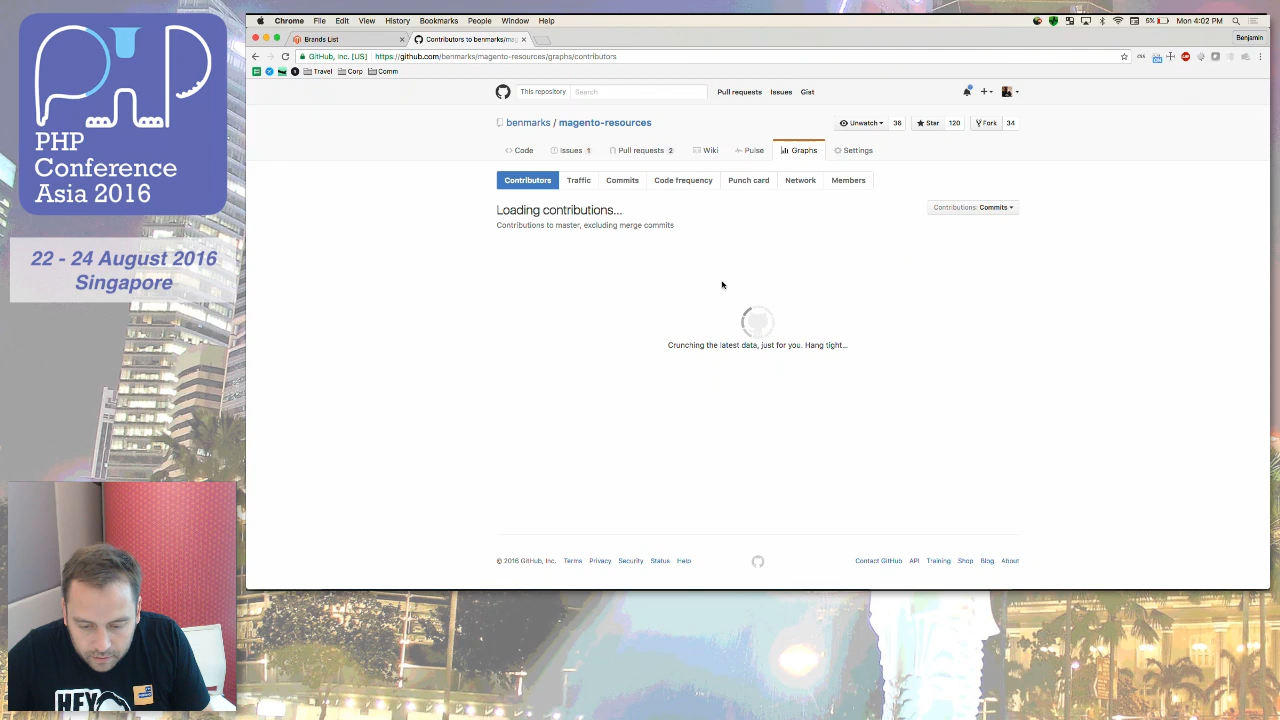 PHP
Conference
Asia 2016
22 - 24 August 2016
Singapore
HEY
Chrome File Edit View History Bookmarks People Window Help
5% Mon 4:02 PM
Brands List
Contributors to benmarks/mag
Benjamin
GitHub, Inc. [US] https://github.com/benmarks/magento-resources/graphs/contributors
Travel Corp Comm
This repository Search Pull requests Issues Gist
benmarks / magento-resources
Unwatch 36 Star 120 Fork 34
Code Issues 1 Pull requests 2 Wiki Pulse Graphs Settings
Contributors Traffic Commits Code frequency Punch card Network Members
Loading contributions...
Contributions: Commits
Contributions to master, excluding merge commits
Crunching the latest data, just for you. Hang tight...
© 2016 GitHub, Inc. Terms Privacy Security Status Help
Contact GitHub API Training Shop Blog About